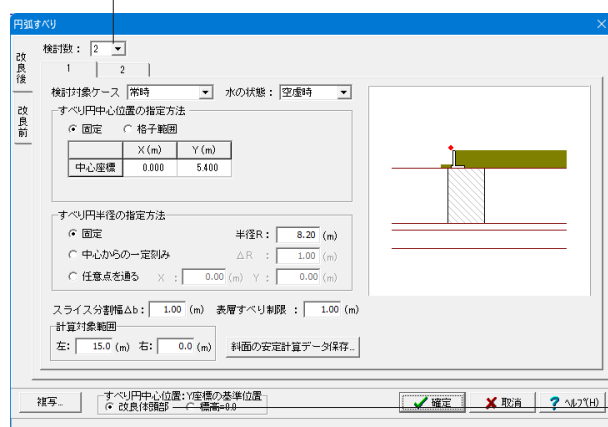 円弧すべり
検討数： 2
改良後
改良前
1 2
検討対象ケース 常時 水の状態： 空虚時
すべり円中心位置の指定方法
固定 格子範囲
X(m) Y(m)
中心座標 0.000 5.400
すべり円半径の指定方法
固定 半径R： 8.20 (m)
中心からの一定刻み △R ： 1.00 (m)
任意点を通る X ： 0.00 (m) Y ： 0.00 (m)
スライス分割幅Δb： 1.00 (m) 表層すべり制限 ： 1.00 (m)
計算対象範囲
左： 15.0 (m) 右： 0.0 (m) 斜面の安定計算データ保存...
すべり円中心位置：Y座標の基準位置
複写... 改良体頭部 標高=0.0 確定 取消 ? ヘルプ(H)